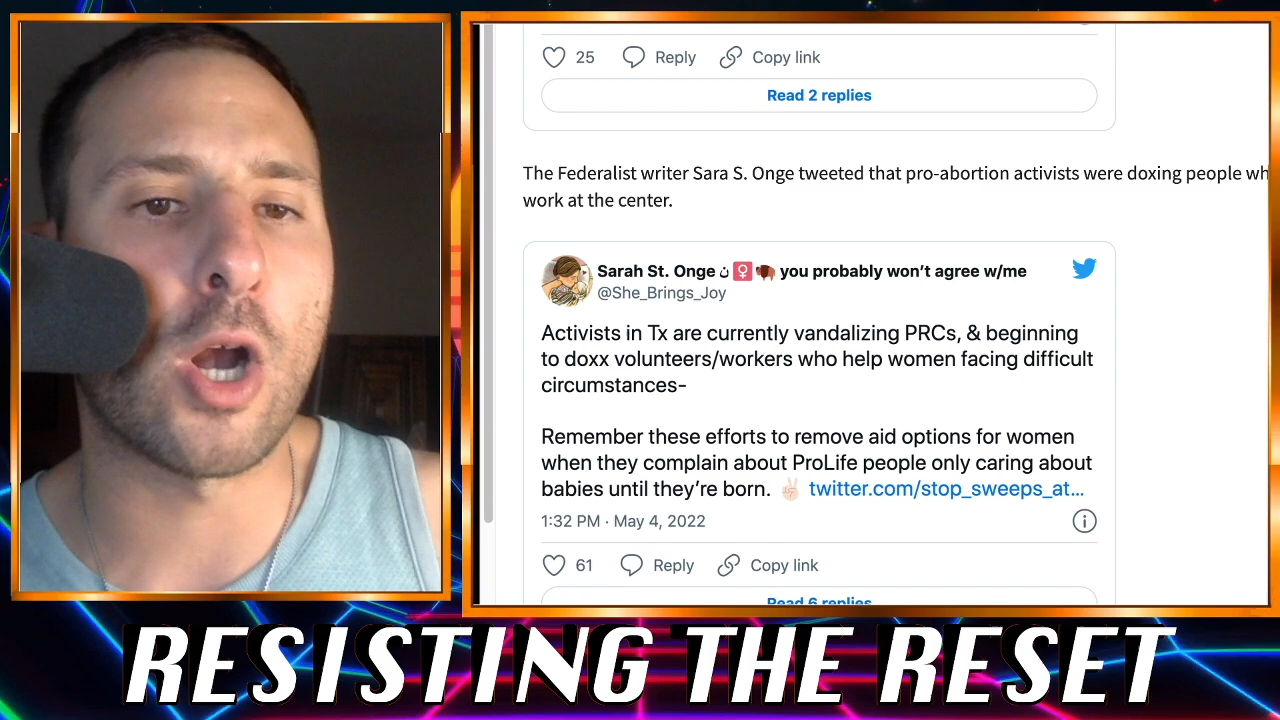 25 Reply Copy link
Read 2 replies
The Federalist writer Sara S. Onge tweeted that pro-abortion activists were doxing people wh
work at the center.
Sarah St. Onge ن ♀️ 🦬 you probably won’t agree w/me
@She_Brings_Joy
Activists in Tx are currently vandalizing PRCs, & beginning
to doxx volunteers/workers who help women facing difficult
circumstances-
Remember these efforts to remove aid options for women
when they complain about ProLife people only caring about
babies until they’re born. ✌🏻 twitter.com/stop_sweeps_at…
1:32 PM · May 4, 2022
61 Reply Copy link
Read 6 replies
RESISTING THE RESET